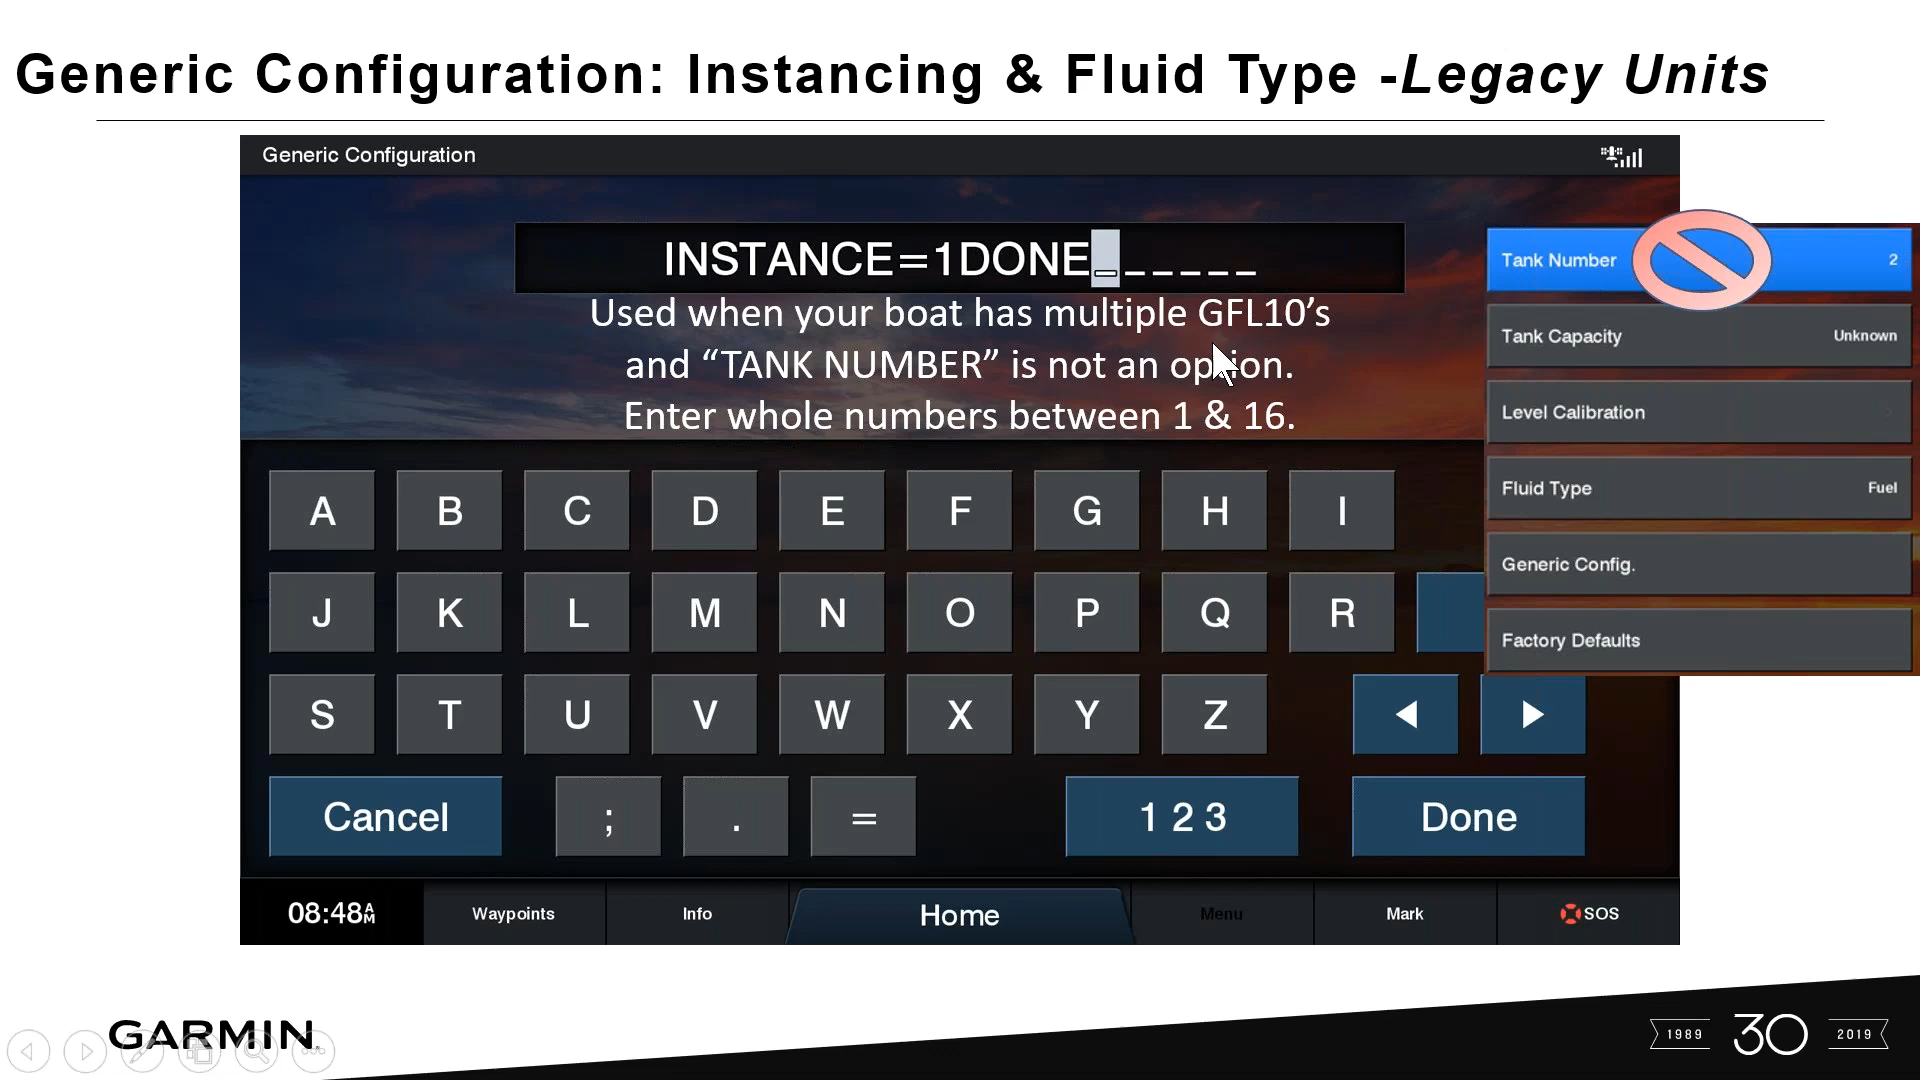 Generic Configuration: Instancing & Fluid Type -Legacy Units
Generic Configuration
INSTANCE=1DONE______
Used when your boat has multiple GFL10’s
and “TANK NUMBER” is not an option.
Enter whole numbers between 1 & 16.
Tank Number 2
Tank Capacity Unknown
Level Calibration
Fluid Type Fuel
Generic Config.
Factory Defaults
A B C D E F G H I
J K L M N O P Q R
S T U V W X Y Z
Cancel ; . = 1 2 3 Done
08:48AM Waypoints Info Home Menu Mark SOS
GARMIN
1989 30 2019